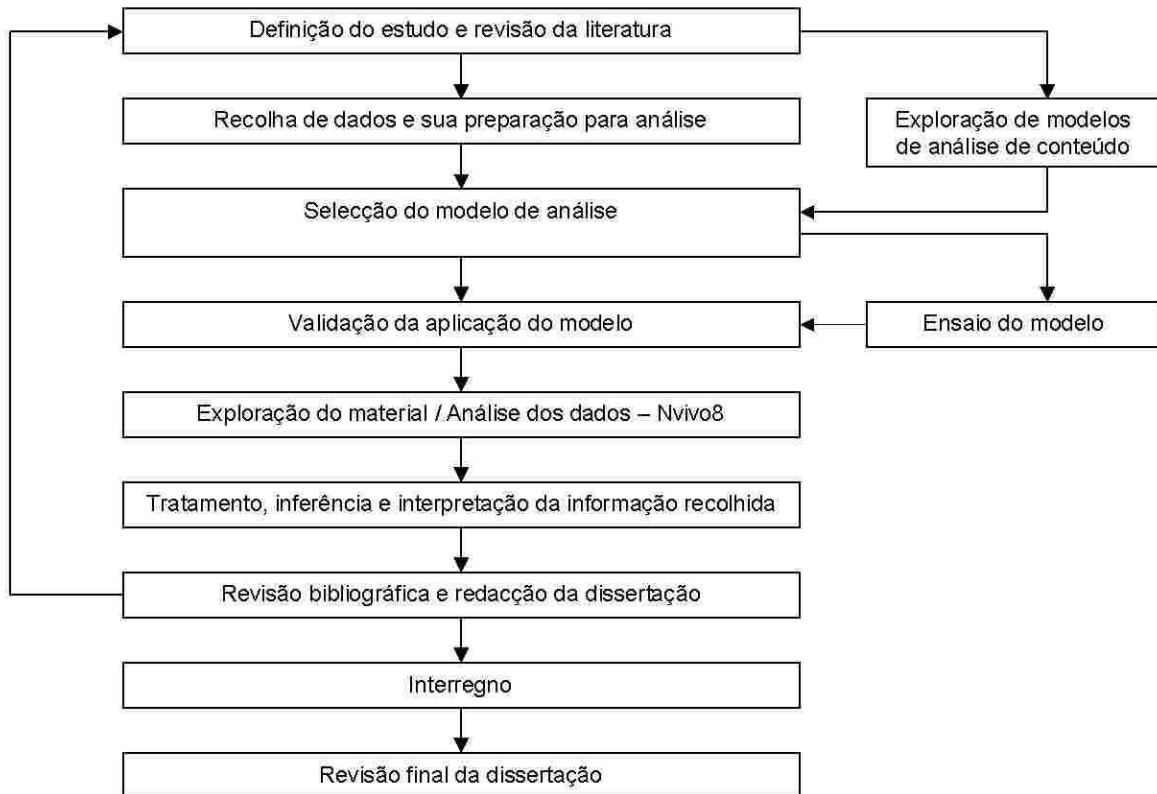 Definição do estudo e revisão da literatura
Recolha de dados e sua preparação para análise
Exploração de modelos
de análise de conteúdo
Selecção do modelo de análise
Validação da aplicação do modelo
Ensaio do modelo
Exploração do material / Análise dos dados – Nvivo8
Tratamento, inferência e interpretação da informação recolhida
Revisão bibliográfica e redacção da dissertação
Interregno
Revisão final da dissertação